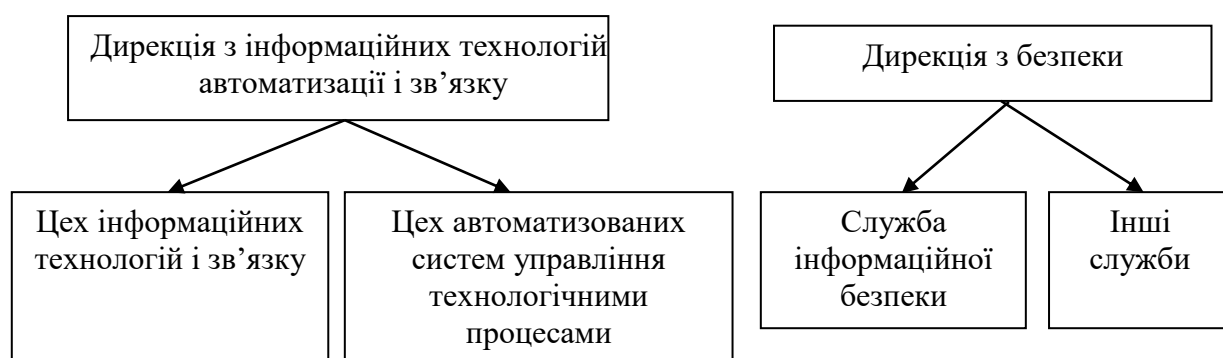 Дирекція з інформаційних технологій
автоматизації і зв’язку
Дирекція з безпеки
Цех інформаційних
технологій і зв’язку
Цех автоматизованих
систем управління
технологічними
процесами
Служба
інформаційної
безпеки
Інші
служби